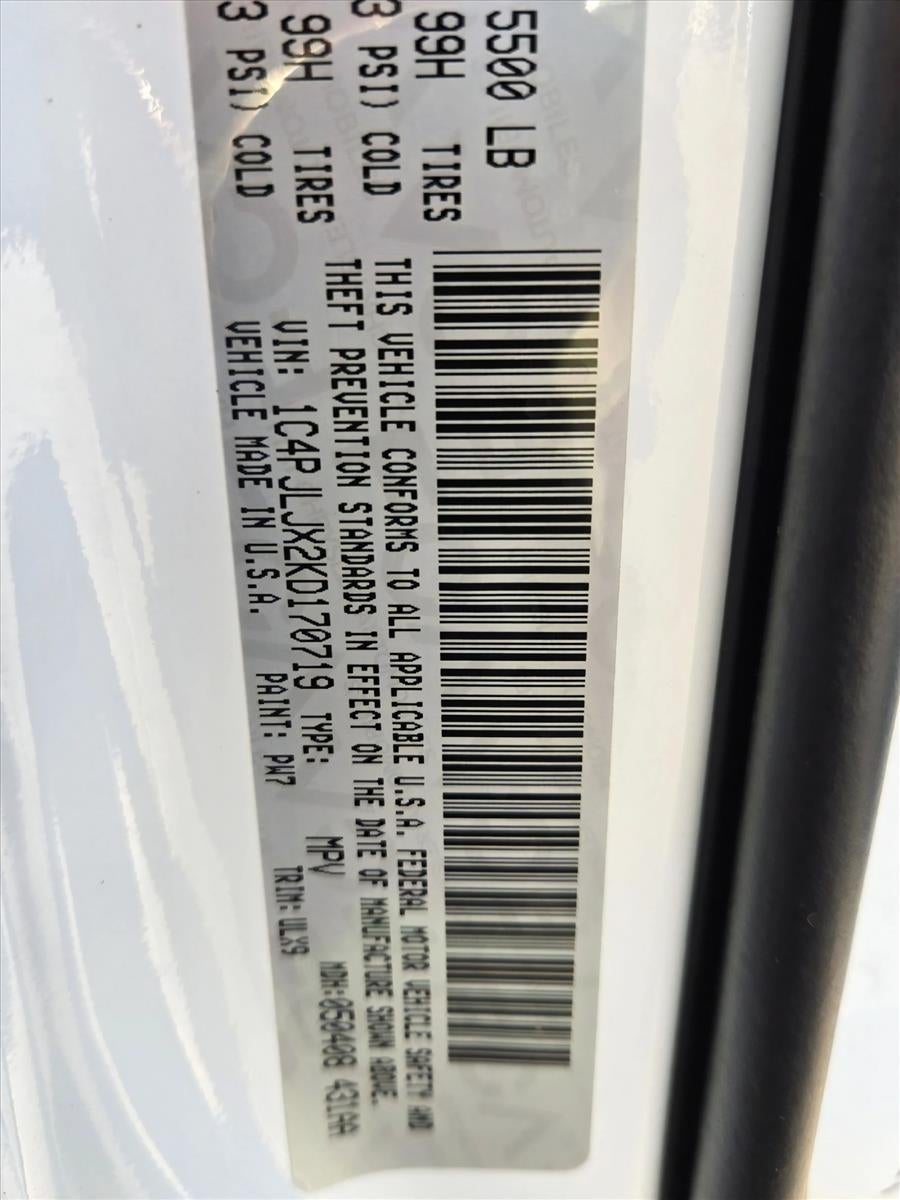 5500 LB
99H TIRES
3 PSI) COLD
99H TIRES
3 PSI) COLD
THIS VEHICLE CONFORMS TO ALL APPLICABLE U.S.A. FEDERAL MOTOR VEHICLE SAFETY AND
THEFT PREVENTION STANDARDS IN EFFECT ON THE DATE OF MANUFACTURE SHOWN ABOVE.
VIN: 1C4PJLJX2KD170719 TYPE: MPV MDH:050408 431AA
VEHICLE MADE IN U.S.A. PAINT: PW7 TRIM:ULX9